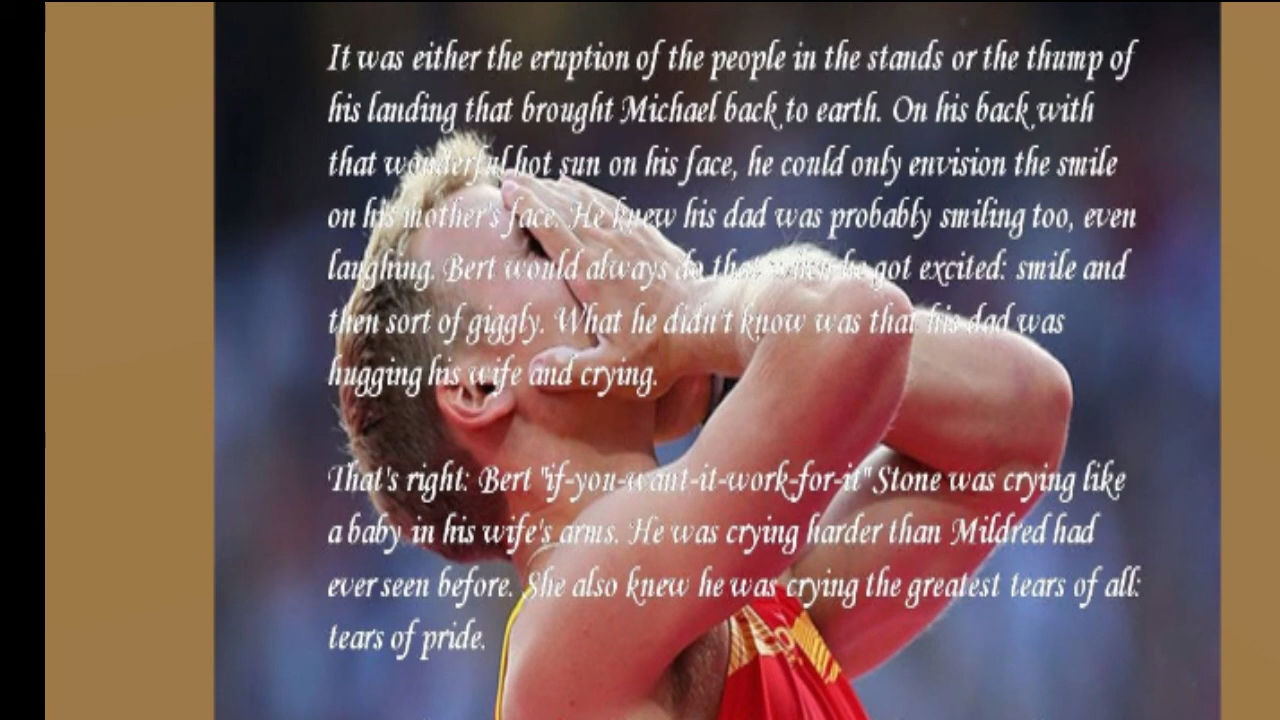 It was either the eruption of the people in the stands or the thump of
his landing that brought Michael back to earth. On his back with
that wonderful hot sun on his face, he could only envision the smile
on his mother's face. He knew his dad was probably smiling too, even
laughing. Bert would always do that when he got excited: smile and
then sort of giggly. What he didn't know was that his dad was
hugging his wife and crying.
That's right: Bert "if-you-want-it-work-for-it" Stone was crying like
a baby in his wife's arms. He was crying harder than Mildred had
ever seen before. She also knew he was crying the greatest tears of all:
tears of pride.